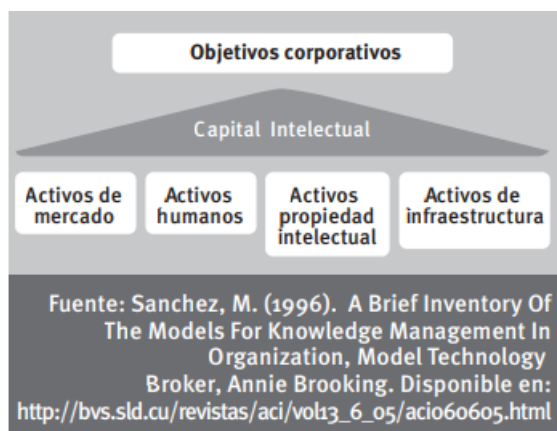 Objetivos corporativos
Capital Intelectual
Activos de
mercado
Activos
humanos
Activos
propiedad
intelectual
Activos de
infraestructura
Fuente: Sanchez, M. (1996). A Brief Inventory Of
The Models For Knowledge Management In
Organization, Model Technology
Broker, Annie Brooking. Disponible en:
http://bvs.sld.cu/revistas/aci/vol13_6_05/aci060605.html